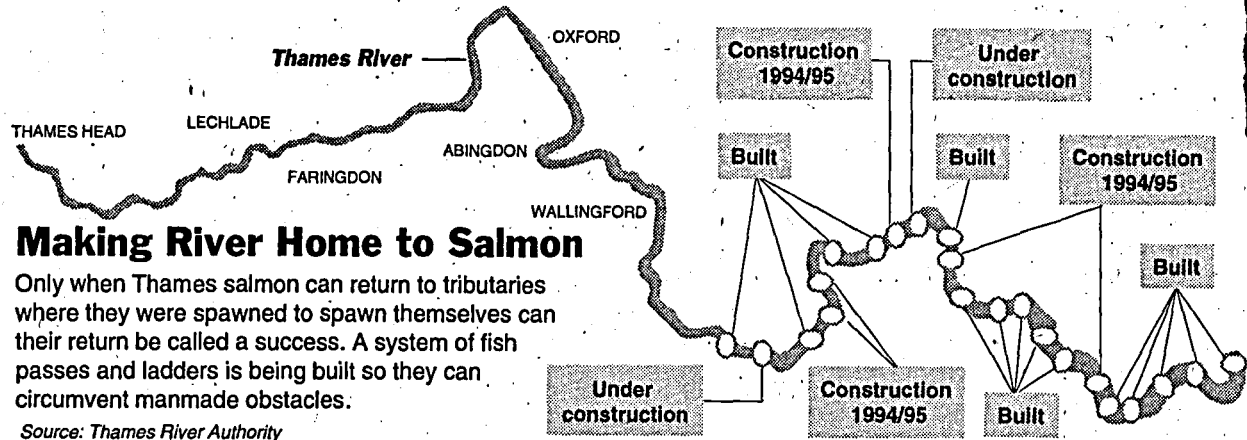 Thames River
OXFORD
THAMES HEAD
LECHLADE
FARINGDON
ABINGDON
WALLINGFORD
Construction
1994/95
Under
construction
Built
Built
Construction
1994/95
Built
Under
construction
Construction
1994/95
Built
Making River Home to Salmon
Only when Thames salmon can return to tributaries
where they were spawned to spawn themselves can
their return be called a success. A system of fish
passes and ladders is being built so they can
circumvent manmade obstacles.
Source: Thames River Authority